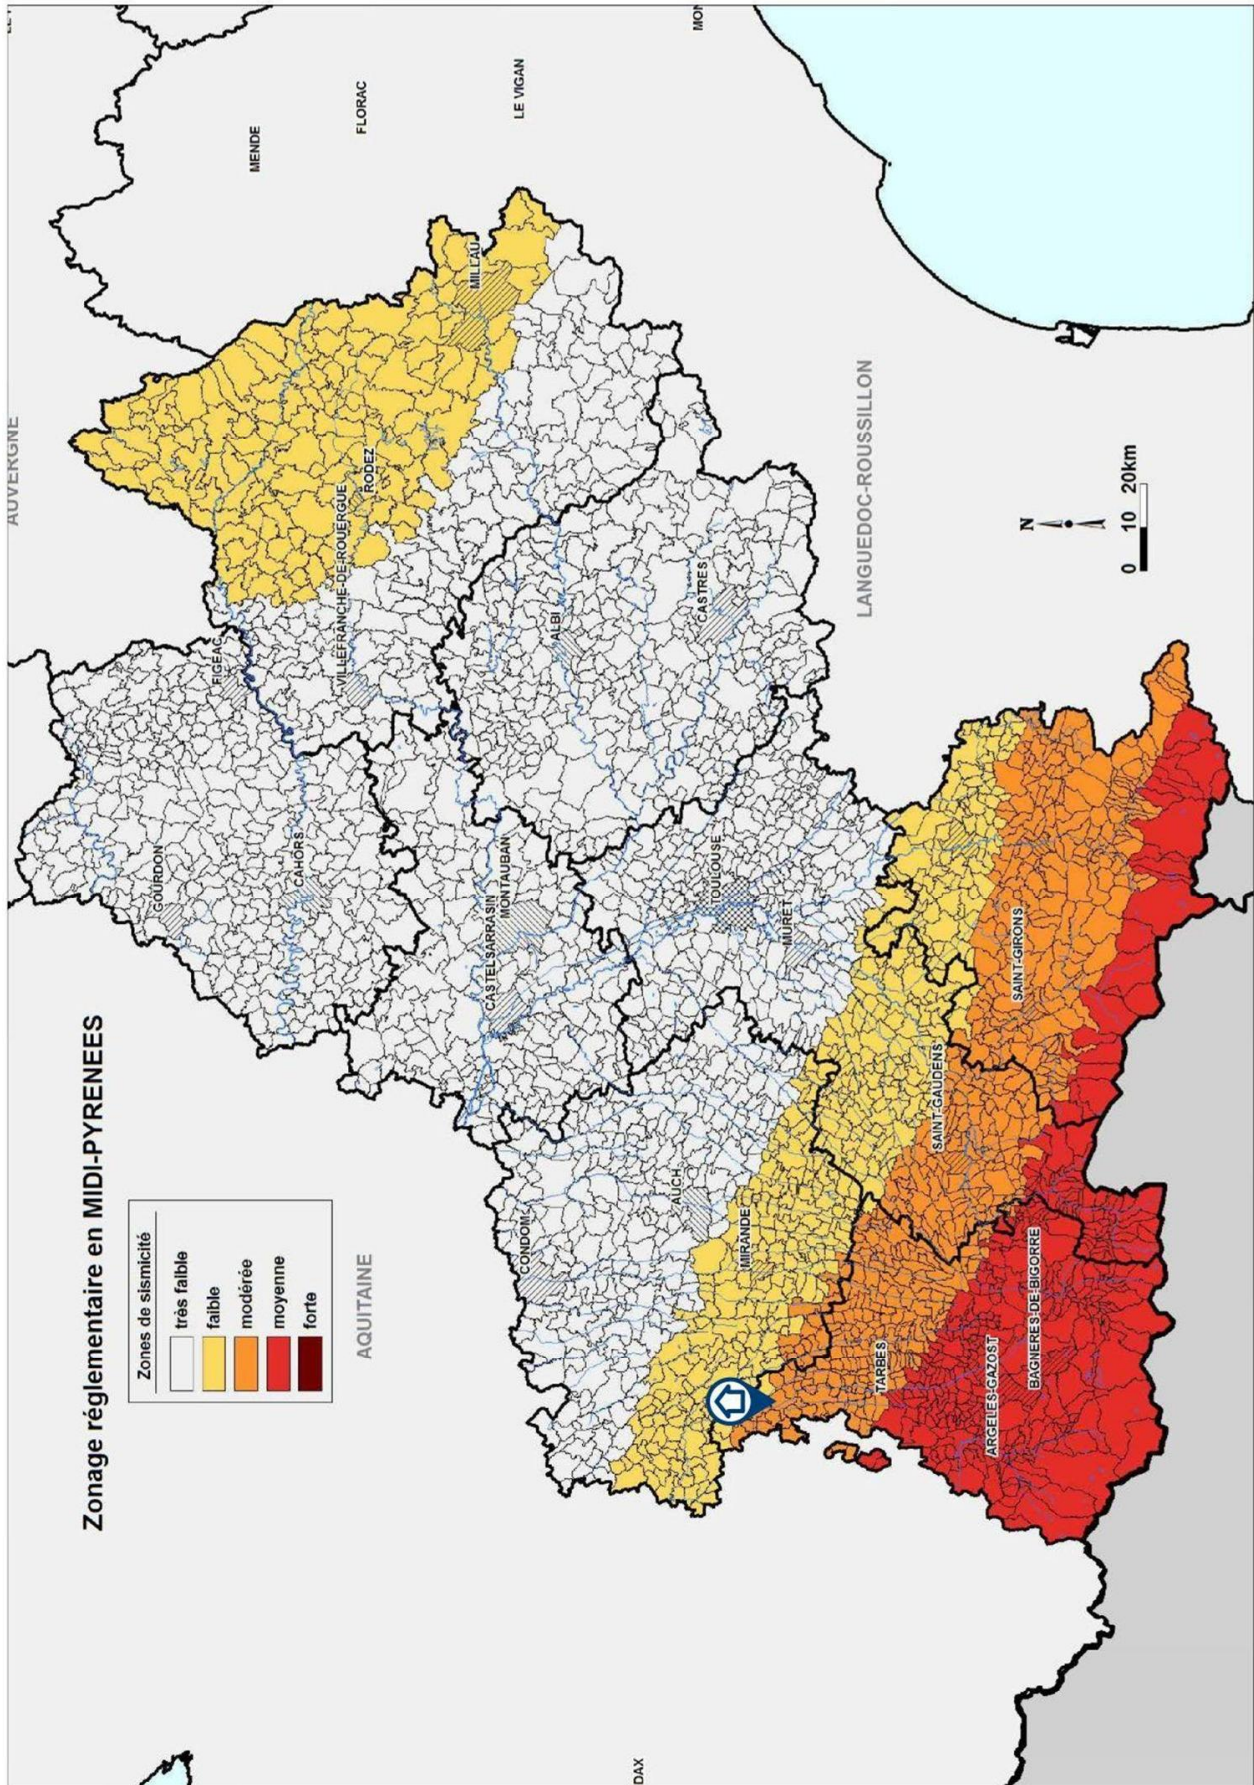 Zonage réglementaire en MIDI-PYRENEES
Zones de sismicité
très faible
faible
modérée
moyenne
forte
AUVERGNE
AQUITAINE
LANGUEDOC-ROUSSILLON
MENDE
FLORAC
LE VIGAN
MON
DAX
GOURDON
FIGEAC
CAHORS
VILLEFRANCHE-DE-ROUERGUE
RODEZ
MILLAU
CASTELSARRASIN
MONTAUBAN
ALBI
CASTRES
CONDOM
AUCH
MIRANDE
TOULOUSE
MURET
TARBES
SAINT-GAUDENS
SAINT-GIRONS
ARGELES-GAZOST
BAGNERES-DE-BIGORRE
N
0 10 20km